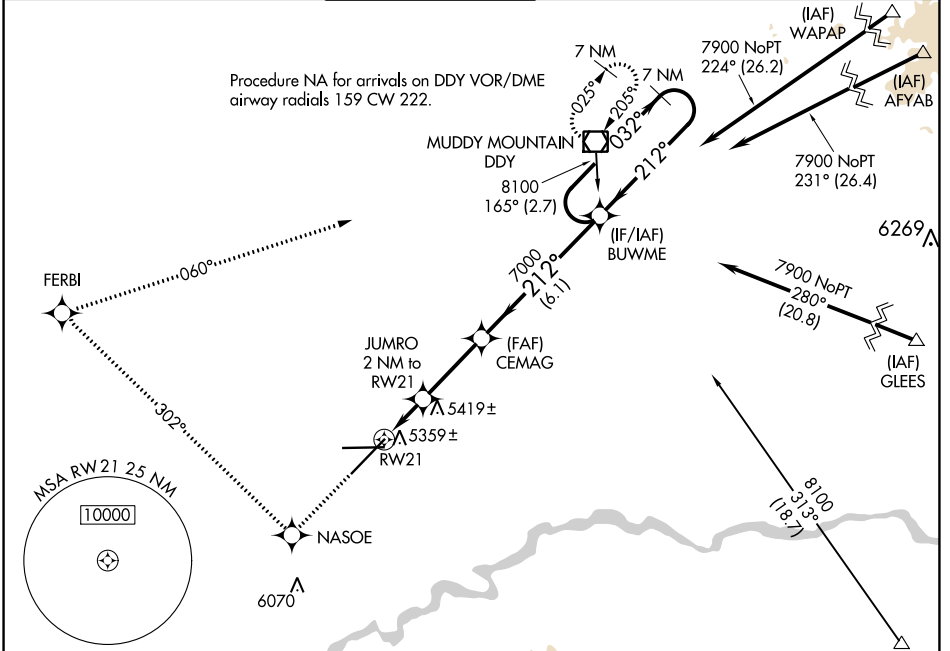 (IAF)
WAPAP
7900 NoPT
224° (26.2)
(IAF)
AFYAB
7900 NoPT
231° (26.4)
7 NM
7 NM
Procedure NA for arrivals on DDY VOR/DME
airway radials 159 CW 222.
025°
205°
032°
212°
MUDDY MOUNTAIN
DDY
8100
165° (2.7)
(IF/IAF)
BUWME
6269
060°
FERBI
7000
212°
(6.1)
7900 NoPT
280°
(20.8)
(IAF)
GLEES
JUMRO
2 NM to
RW21
(FAF)
CEMAG
5419±
5359±
RW21
302°
MSA RW21 25 NM
10000
8100
313°
(18.7)
NASOE
6070